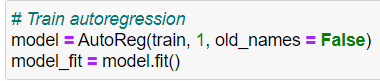 # Train autoregression
model = AutoReg(train, 1, old_names = False)
model_fit = model.fit()